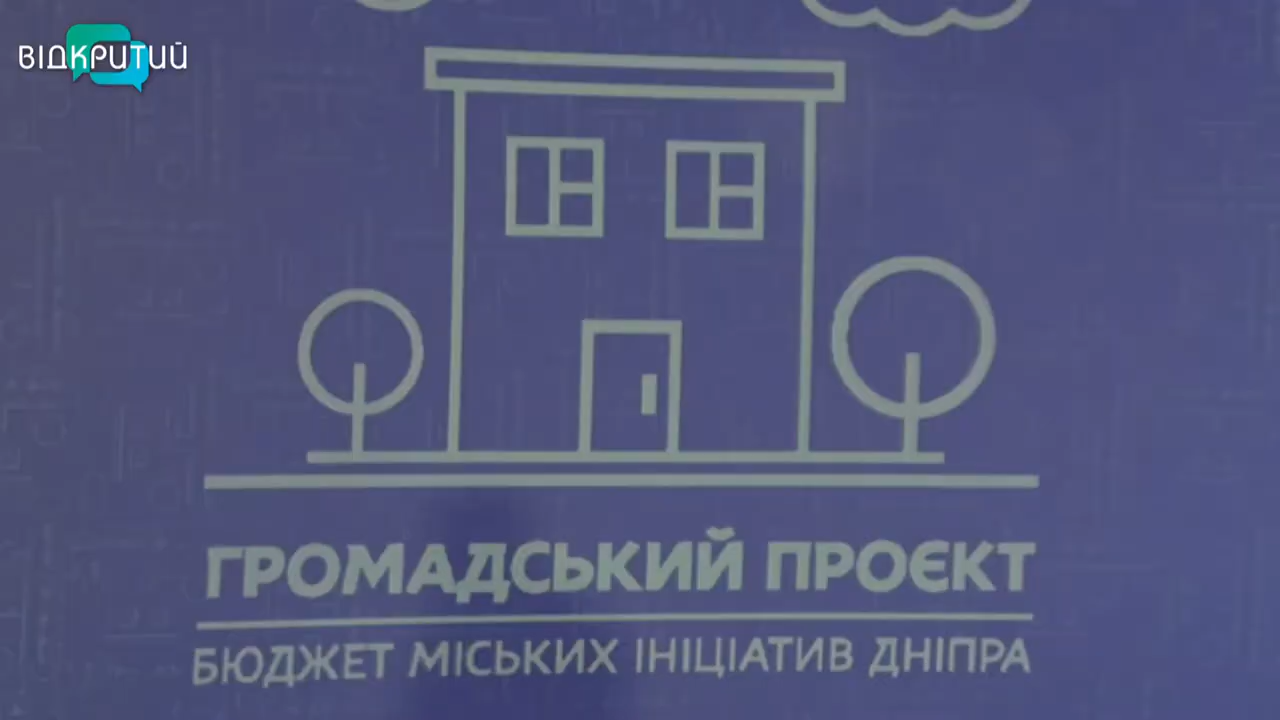 ВІДКРИТИЙ
ГРОМАДСЬКИЙ ПРОЄКТ
БЮДЖЕТ МІСЬКИХ ІНІЦІАТИВ ДНІПРА